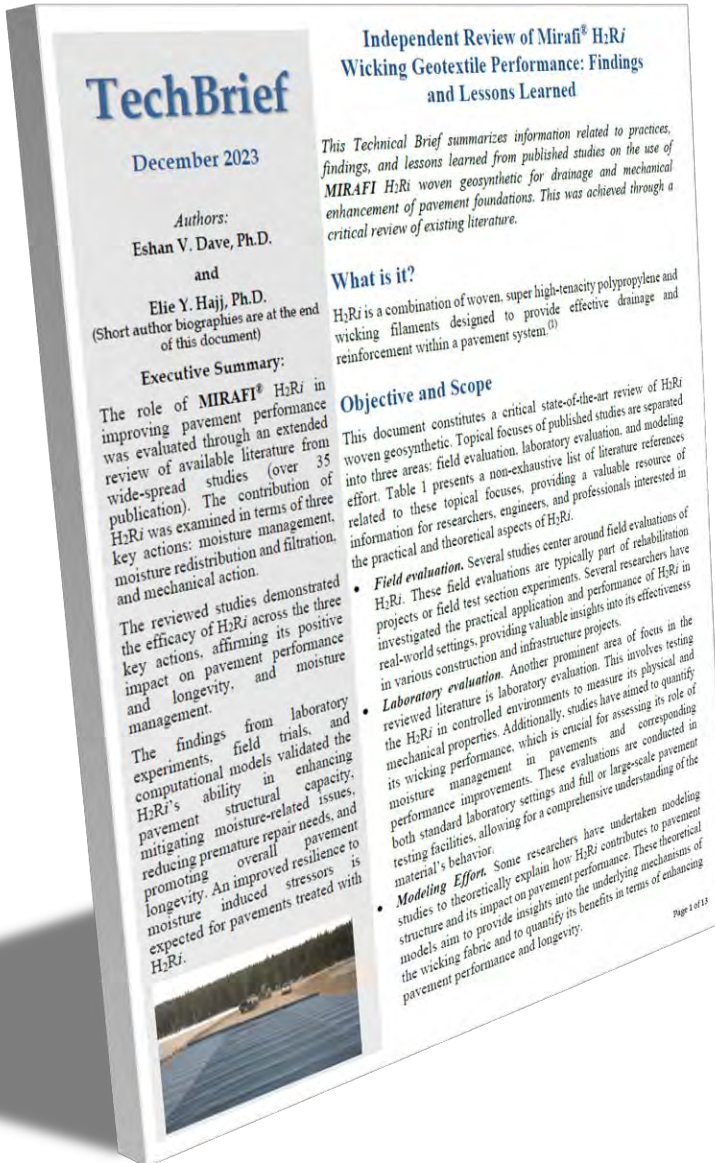 TechBrief
December 2023
Authors:
Eshan V. Dave, Ph.D.
and
Elie Y. Hajj, Ph.D.
(Short author biographies are at the end
of this document)
Executive Summary:
The role of MIRAFI® H2Ri in
improving pavement performance
was evaluated through an extended
review of available literature from
wide-spread studies (over 35
publication). The contribution of
H2Ri was examined in terms of three
key actions: moisture management,
moisture redistribution and filtration,
and mechanical action.
The reviewed studies demonstrated
the efficacy of H2Ri across the three
key actions, affirming its positive
impact on pavement performance
and longevity, and moisture
management.
The findings from laboratory
experiments, field trials, and
computational models validated the
H2Ri's ability in enhancing
pavement structural capacity,
mitigating moisture-related issues,
reducing premature repair needs, and
promoting overall pavement
longevity. An improved resilience to
moisture induced stressors is
expected for pavements treated with
H2Ri.
Independent Review of Mirafi® H2Ri
Wicking Geotextile Performance: Findings
and Lessons Learned
This Technical Brief summarizes information related to practices,
findings, and lessons learned from published studies on the use of
MIRAFI H2Ri woven geosynthetic for drainage and mechanical
enhancement of pavement foundations. This was achieved through a
critical review of existing literature.
What is it?
H2Ri is a combination of woven, super high-tenacity polypropylene and
wicking filaments designed to provide effective drainage and
reinforcement within a pavement system.(1)
Objective and Scope
This document constitutes a critical state-of-the-art review of H2Ri
woven geosynthetic. Topical focuses of published studies are separated
into three areas: field evaluation, laboratory evaluation, and modeling
effort. Table 1 presents a non-exhaustive list of literature references
related to these topical focuses, providing a valuable resource of
information for researchers, engineers, and professionals interested in
the practical and theoretical aspects of H2Ri.
• Field evaluation. Several studies center around field evaluations of
H2Ri. These field evaluations are typically part of rehabilitation
projects or field test section experiments. Several researchers have
investigated the practical application and performance of H2Ri in
real-world settings, providing valuable insights into its effectiveness
in various construction and infrastructure projects.
• Laboratory evaluation. Another prominent area of focus in the
reviewed literature is laboratory evaluation. This involves testing
the H2Ri in controlled environments to measure its physical and
mechanical properties. Additionally, studies have aimed to quantify
its wicking performance, which is crucial for assessing its role of
moisture management in pavements and corresponding
performance improvements. These evaluations are conducted in
both standard laboratory settings and full or large-scale pavement
testing facilities, allowing for a comprehensive understanding of the
material's behavior.
• Modeling Effort. Some researchers have undertaken modeling
studies to theoretically explain how H2Ri contributes to pavement
structure and its impact on pavement performance. These theoretical
models aim to provide insights into the underlying mechanisms of
the wicking fabric and to quantify its benefits in terms of enhancing
pavement performance and longevity.
Page 1 of 13